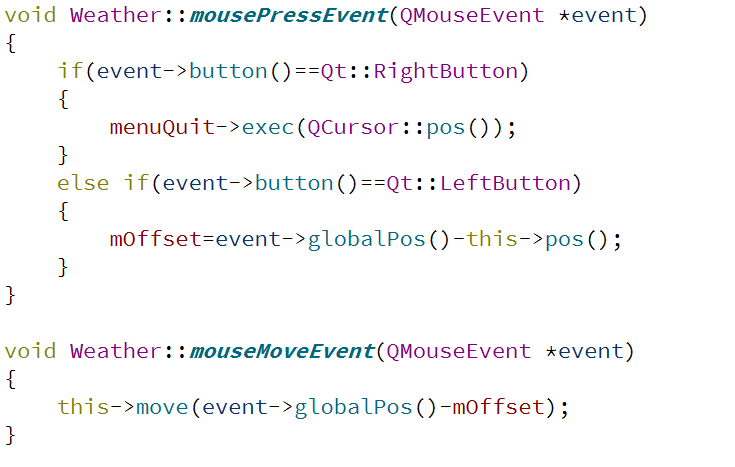 void Weather::mousePressEvent(QMouseEvent *event)
{
    if(event->button()==Qt::RightButton)
    {
        menuQuit->exec(QCursor::pos());
    }
    else if(event->button()==Qt::LeftButton)
    {
        mOffset=event->globalPos()-this->pos();
    }
}

void Weather::mouseMoveEvent(QMouseEvent *event)
{
    this->move(event->globalPos()-mOffset);
}